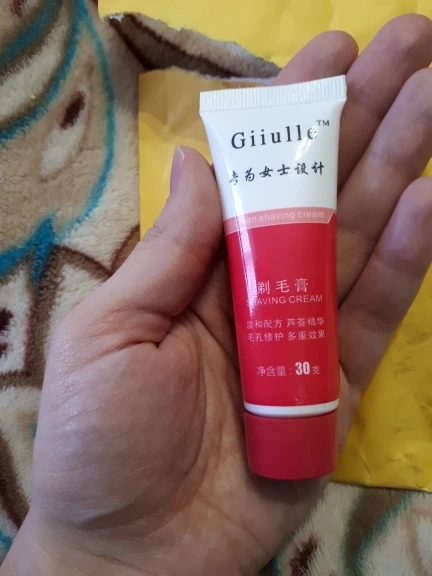 Giiulle™
专为女士设计
shaving cream
剃毛膏
SHAVING CREAM
温和配方 芦荟精华
毛孔修护 多重效果
净含量：30克